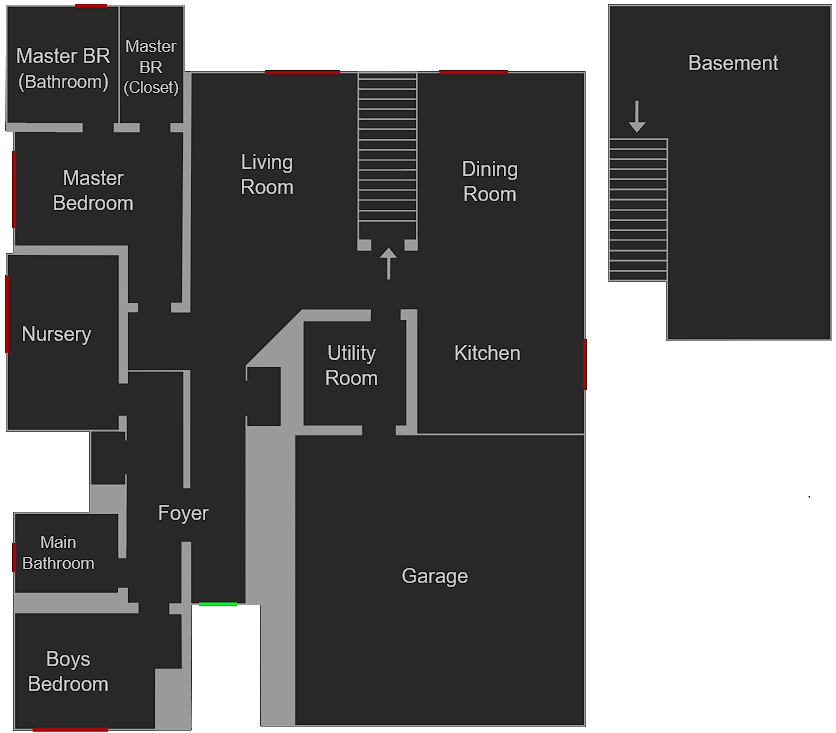 Master BR
(Bathroom)
Master
BR
(Closet)
Basement
Living
Room
Dining
Room
Master
Bedroom
Nursery
Utility
Room
Kitchen
Foyer
Main
Bathroom
Garage
Boys
Bedroom